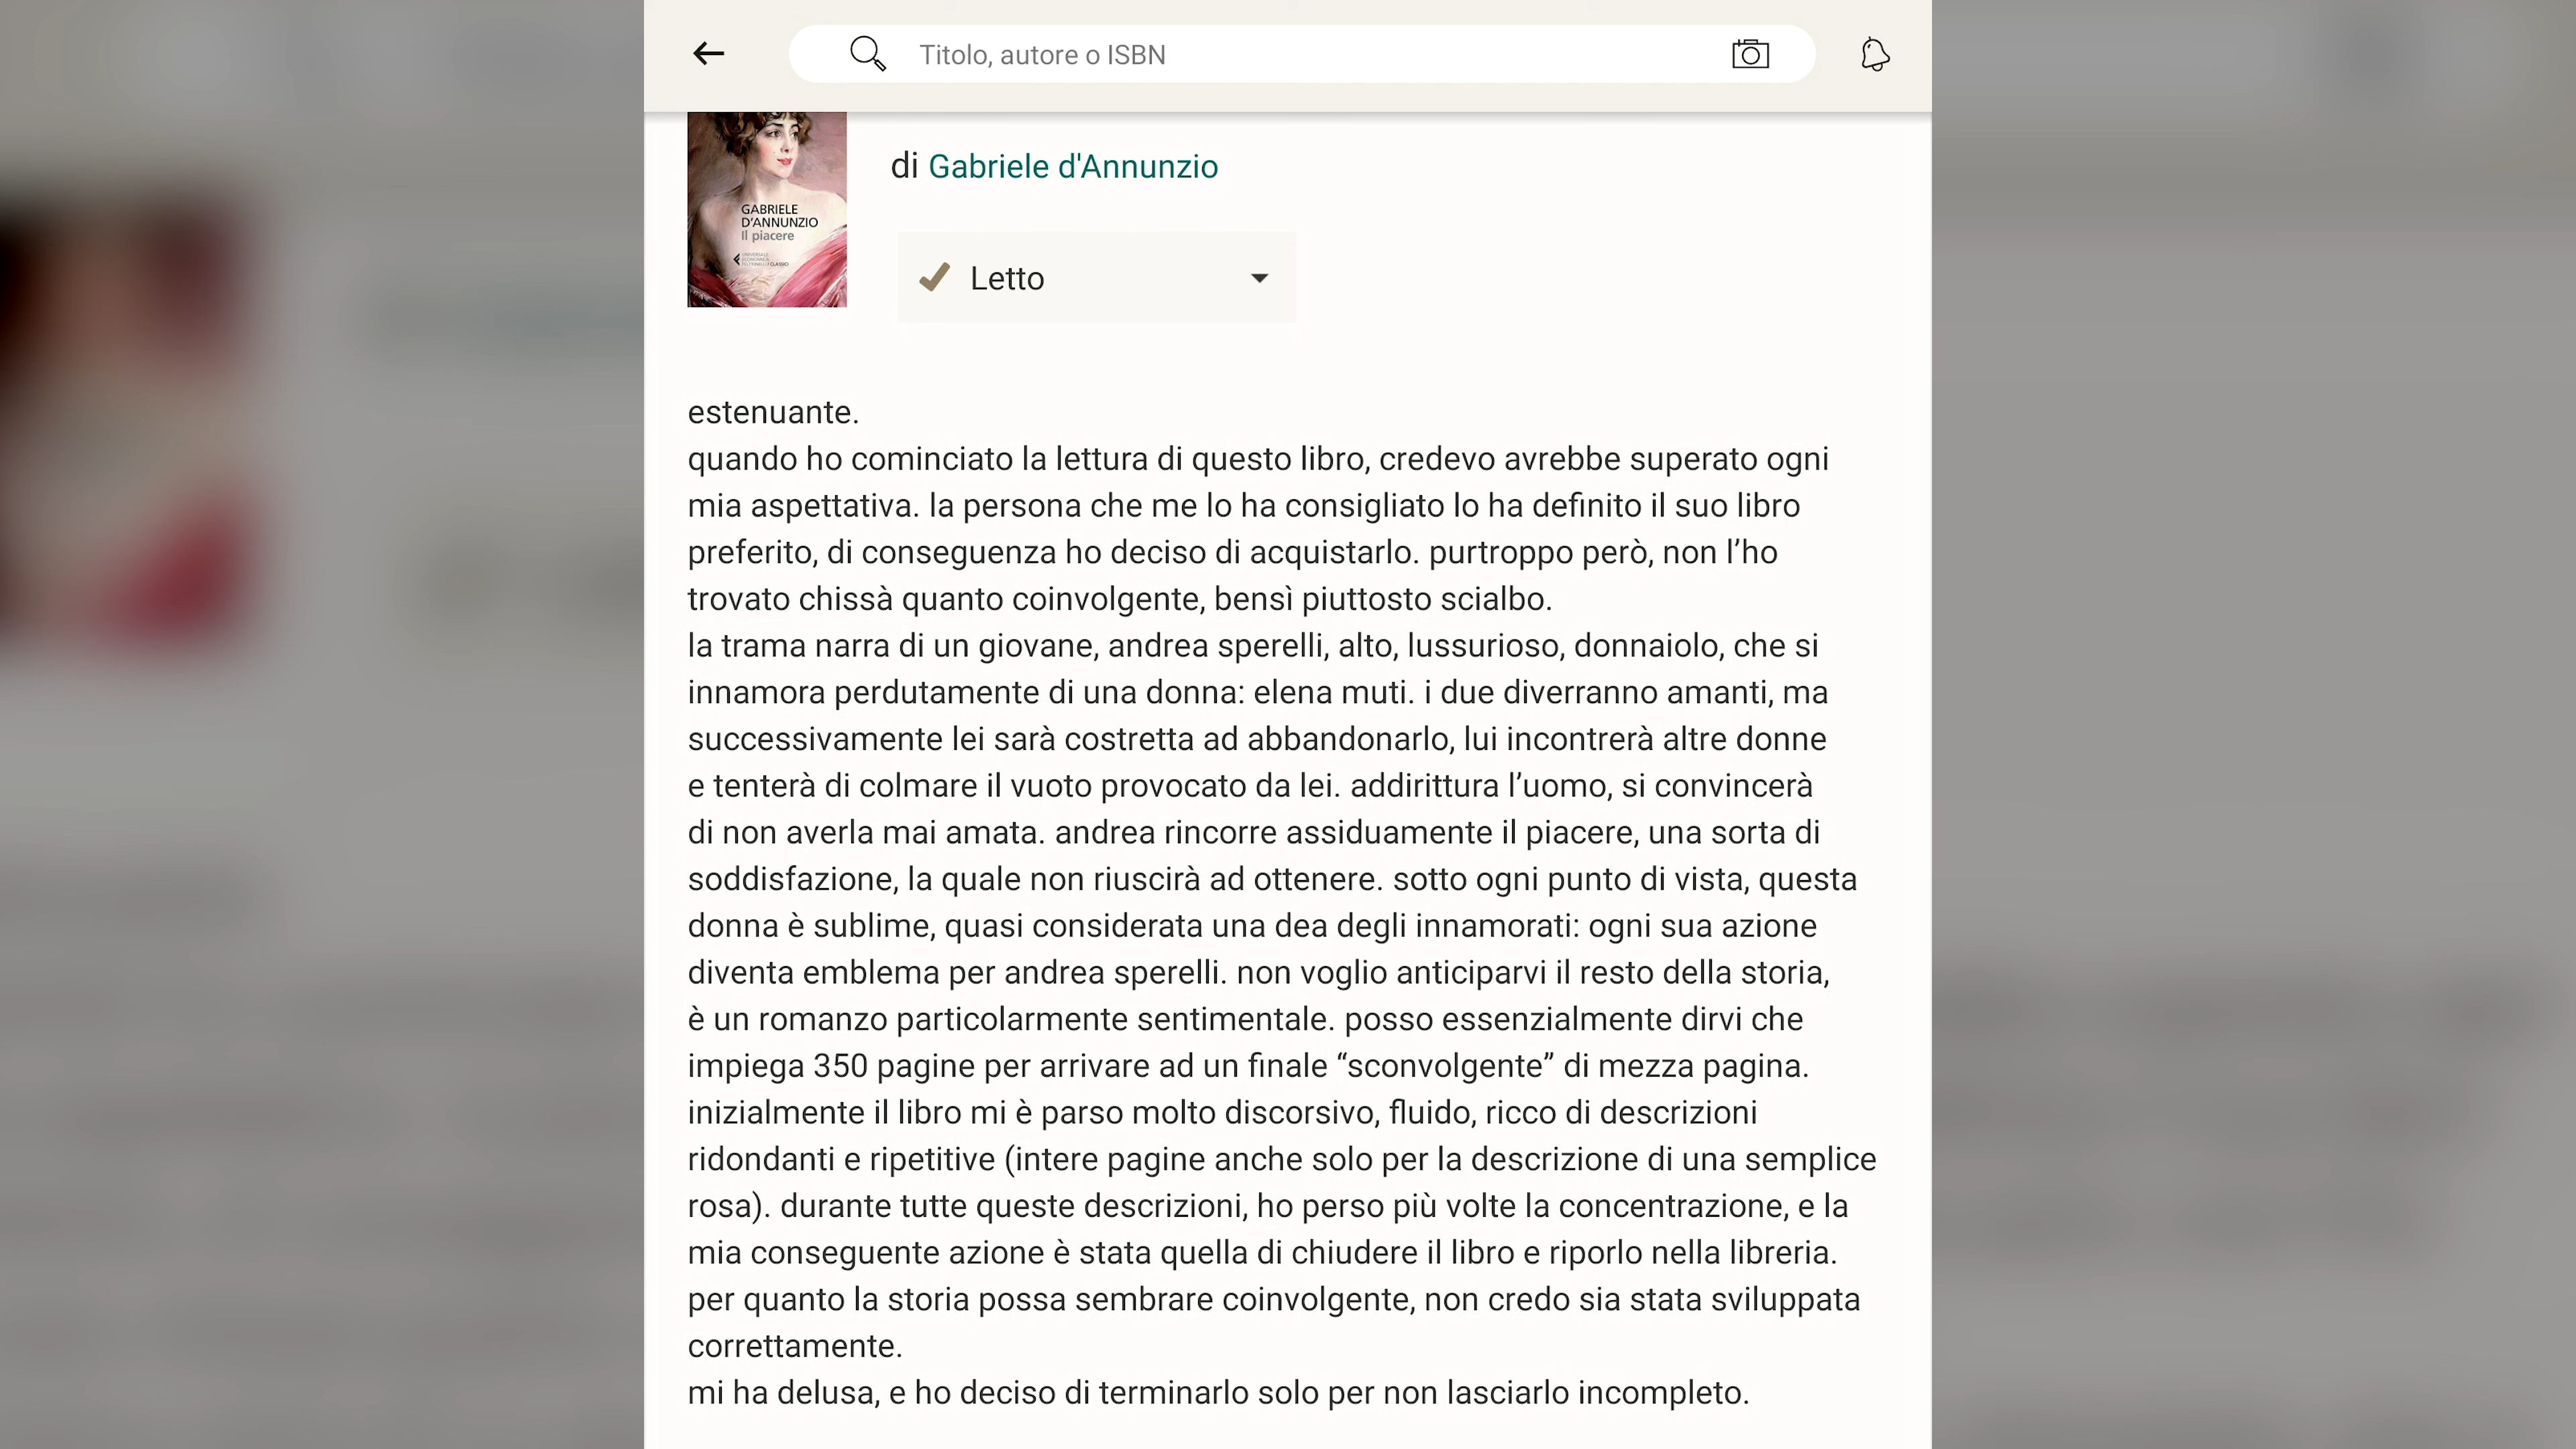 Titolo, autore o ISBN
di Gabriele d'Annunzio
GABRIELE
D'ANNUNZIO
Il piacere
UNIVERSALE
ECONOMICA
FELTRINELLI CLASSICI
Letto
estenuante.
quando ho cominciato la lettura di questo libro, credevo avrebbe superato ogni
mia aspettativa. la persona che me lo ha consigliato lo ha definito il suo libro
preferito, di conseguenza ho deciso di acquistarlo. purtroppo però, non l’ho
trovato chissà quanto coinvolgente, bensì piuttosto scialbo.
la trama narra di un giovane, andrea sperelli, alto, lussurioso, donnaiolo, che si
innamora perdutamente di una donna: elena muti. i due diverranno amanti, ma
successivamente lei sarà costretta ad abbandonarlo, lui incontrerà altre donne
e tenterà di colmare il vuoto provocato da lei. addirittura l’uomo, si convincerà
di non averla mai amata. andrea rincorre assiduamente il piacere, una sorta di
soddisfazione, la quale non riuscirà ad ottenere. sotto ogni punto di vista, questa
donna è sublime, quasi considerata una dea degli innamorati: ogni sua azione
diventa emblema per andrea sperelli. non voglio anticiparvi il resto della storia,
è un romanzo particolarmente sentimentale. posso essenzialmente dirvi che
impiega 350 pagine per arrivare ad un finale “sconvolgente” di mezza pagina.
inizialmente il libro mi è parso molto discorsivo, fluido, ricco di descrizioni
ridondanti e ripetitive (intere pagine anche solo per la descrizione di una semplice
rosa). durante tutte queste descrizioni, ho perso più volte la concentrazione, e la
mia conseguente azione è stata quella di chiudere il libro e riporlo nella libreria.
per quanto la storia possa sembrare coinvolgente, non credo sia stata sviluppata
correttamente.
mi ha delusa, e ho deciso di terminarlo solo per non lasciarlo incompleto.